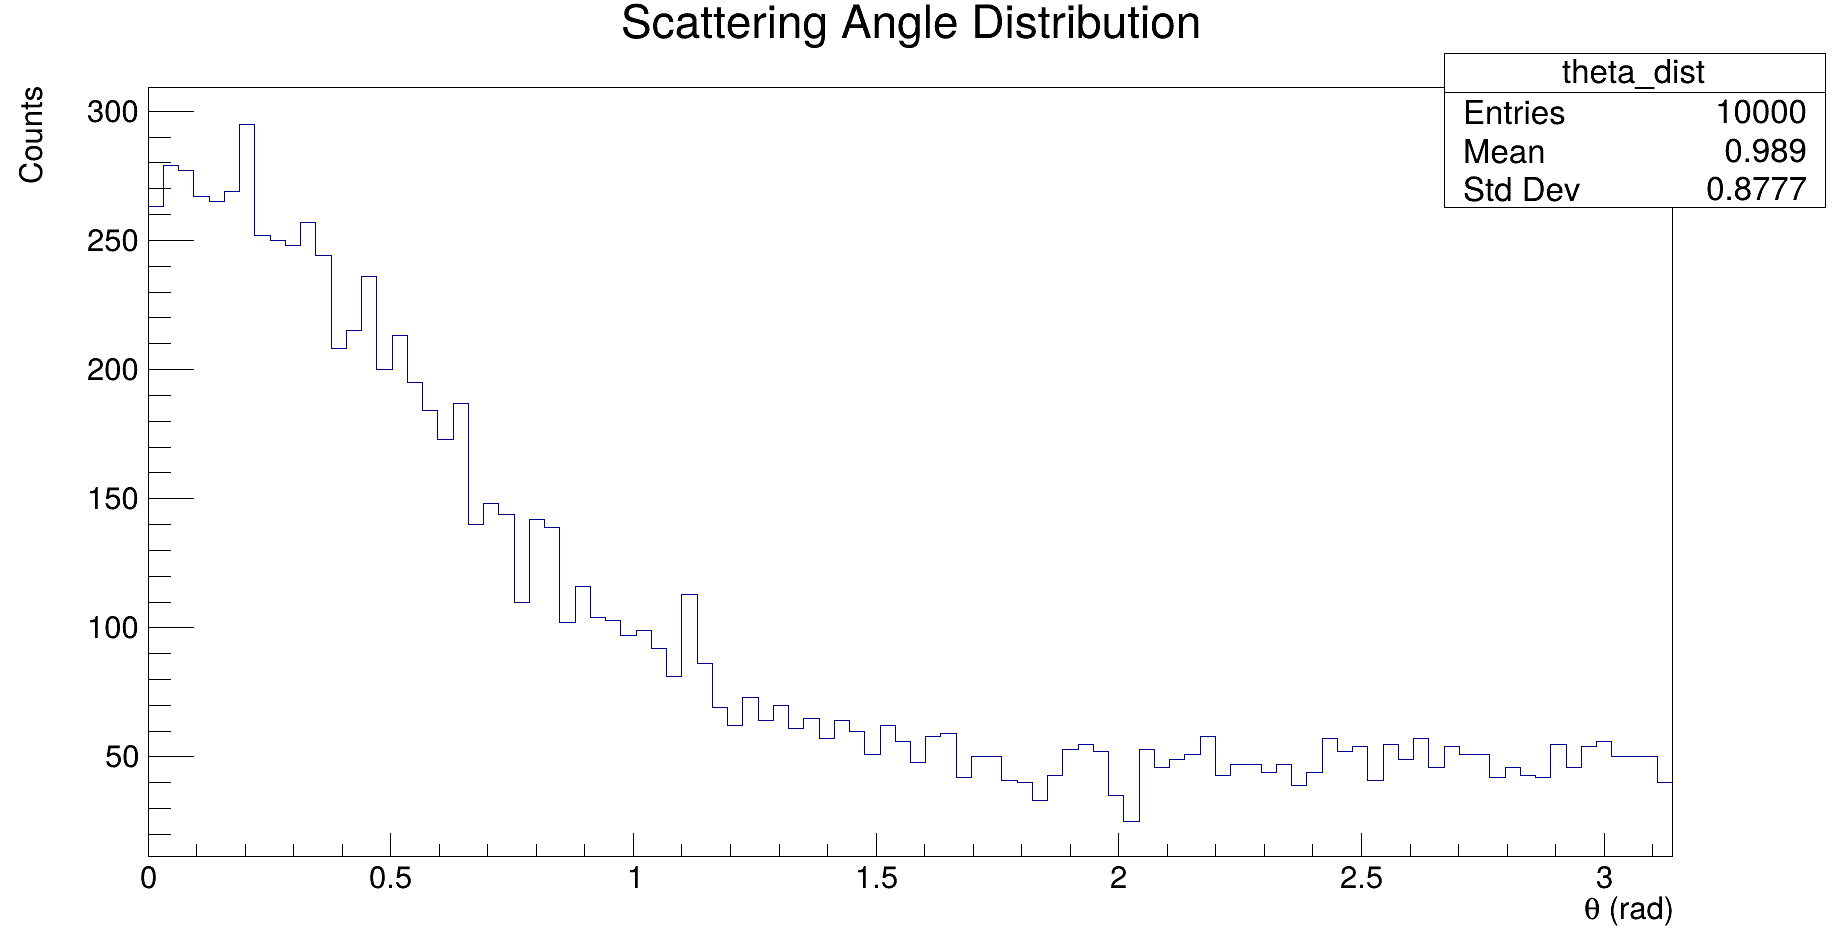 Scattering Angle Distribution
theta_dist
Entries 10000
Mean 0.989
Std Dev 0.8777
Counts
300
250
200
150
100
50
0 0.5 1 1.5 2 2.5 3
θ (rad)